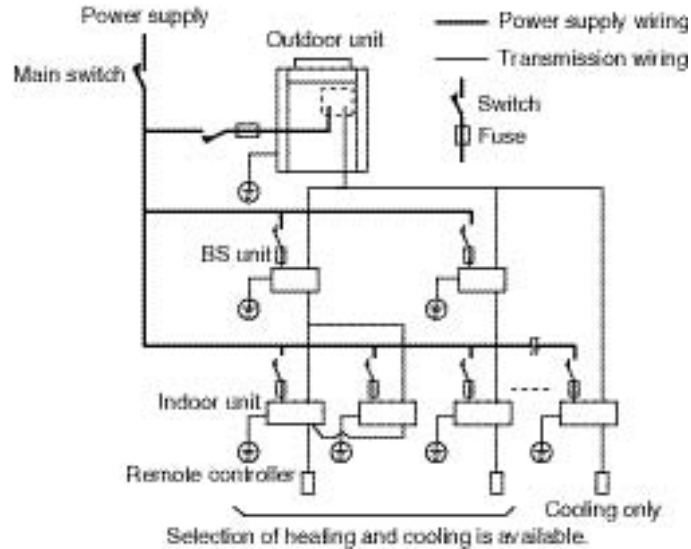 Power supply
Outdoor unit
Power supply wiring
Transmission wiring
Main switch
Switch
Fuse
BS unit
Indoor unit
Remote controller
Cooling only
Selection of heating and cooling is available.